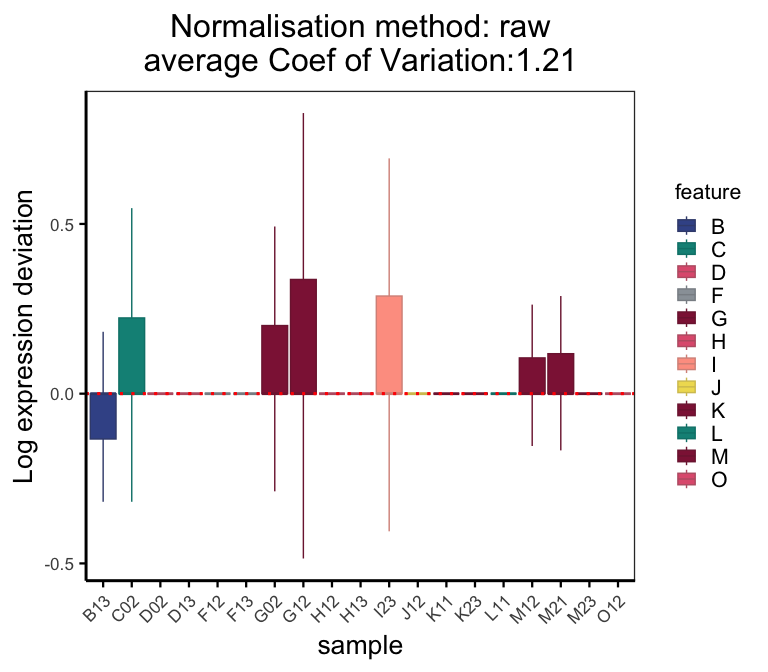 Normalisation method: raw
average Coef of Variation:1.21
Log expression deviation
0.5
0.0
-0.5
B13 C02 D02 D13 F12 F13 G02 G12 H12 H13 I23 J12 K11 K23 L11 M12 M21 M23 O12
sample
feature
B
C
D
F
G
H
I
J
K
L
M
O